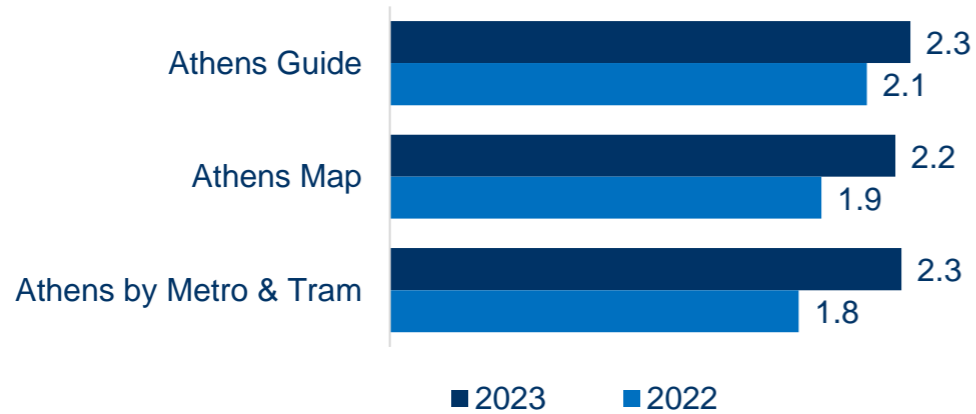 Athens Guide
2.3
2.1
Athens Map
2.2
1.9
Athens by Metro & Tram
2.3
1.8
2023 2022